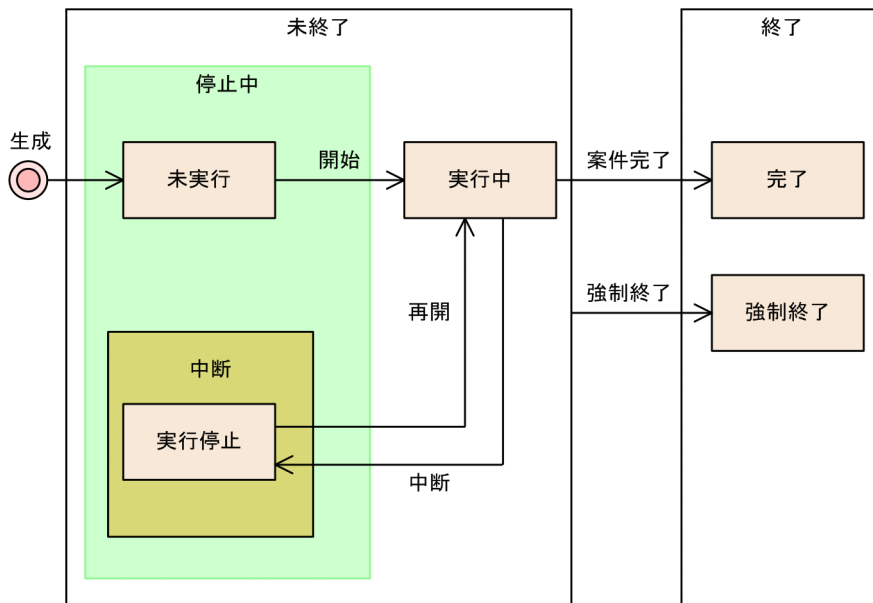 未終了
終了
停止中
生成
未実行
開始
実行中
案件完了
完了
強制終了
強制終了
再開
中断
実行停止
中断